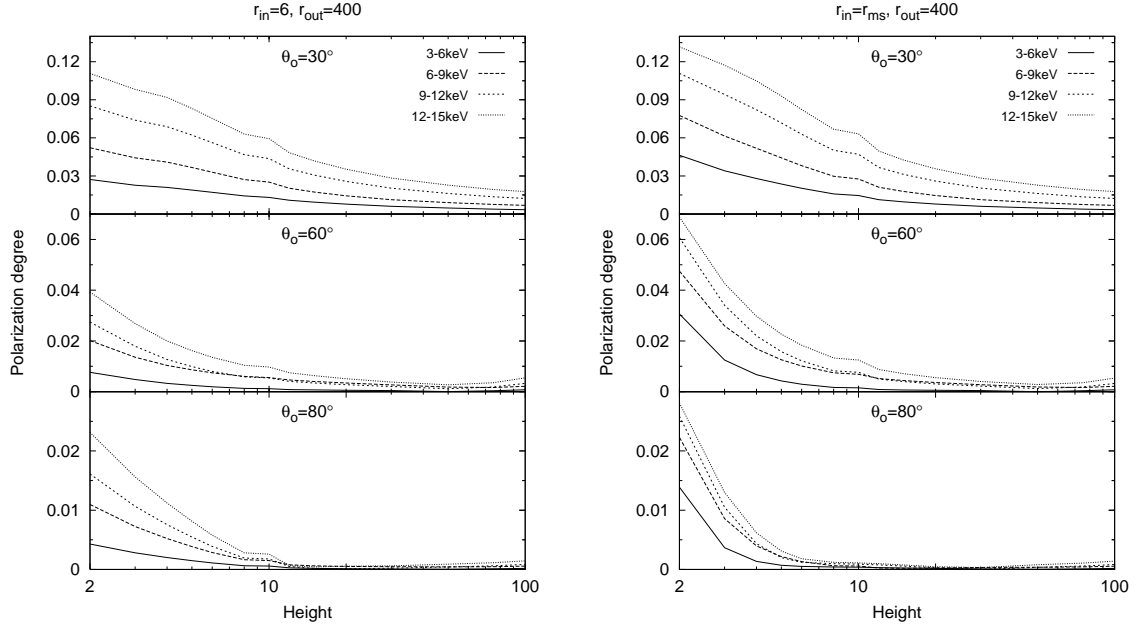 r_in=6, r_out=400
θ_o=30°
3-6keV
6-9keV
9-12keV
12-15keV
0.12
0.09
0.06
0.03
0
θ_o=60°
0.06
0.04
0.02
0
Polarization degree
θ_o=80°
0.02
0.01
0
2 10 100
Height
r_in=r_ms, r_out=400
θ_o=30°
3-6keV
6-9keV
9-12keV
12-15keV
0.12
0.09
0.06
0.03
0
θ_o=60°
0.06
0.04
0.02
0
Polarization degree
θ_o=80°
0.02
0.01
0
2 10 100
Height